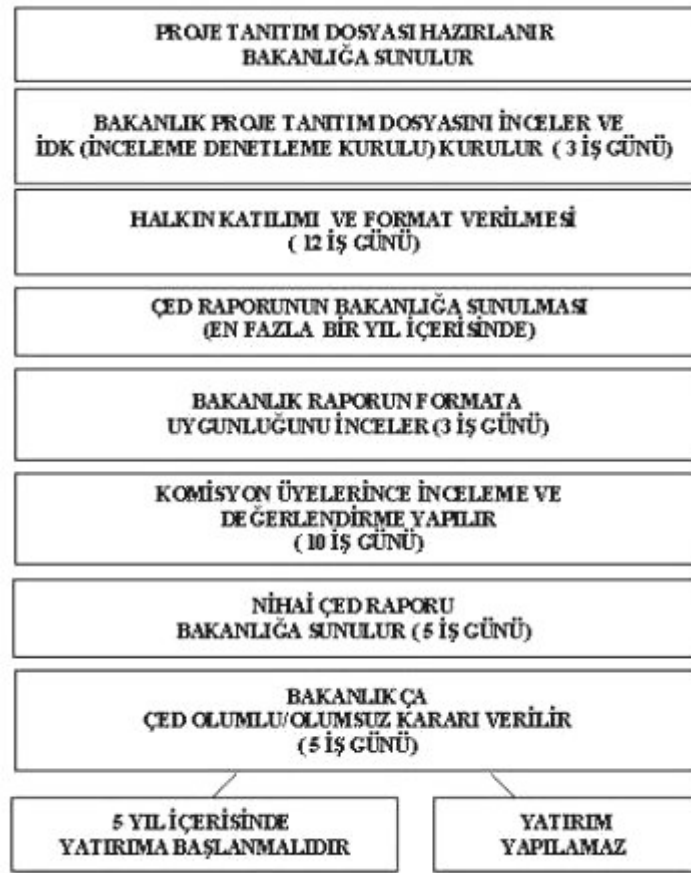 PROJE TANITIM DOSYASI HAZIRLANIR
BAKANLIĞA SUNULUR
BAKANLIK PROJE TANITIM DOSYASINI İNCELER VE
İDK (İNCELEME DENETLEME KURULU) KURULUR ( 3 İŞ GÜNÜ)
HALKIN KATILIMI VE FORMAT VERİLMESİ
( 12 İŞ GÜNÜ)
ÇED RAPORUNUN BAKANLIĞA SUNULMASI
(EN FAZLA BİR YIL İÇERİSİNDE)
BAKANLIK RAPORUN FORMATA
UYGUNLUĞUNU İNCELER (3 İŞ GÜNÜ)
KOMİSYON ÜYELERİNCE İNCELEME VE
DEĞERLENDİRME YAPILIR
( 10 İŞ GÜNÜ)
NİHAİ ÇED RAPORU
BAKANLIĞA SUNULUR (5 İŞ GÜNÜ)
BAKANLIK ÇA
ÇED OLUMLU/OLUMSUZ KARARI VERİLİR
(5 İŞ GÜNÜ)
5 YIL İÇERİSİNDE
YATIRIMA BAŞLANMALIDIR
YATIRIM
YAPILAMAZ